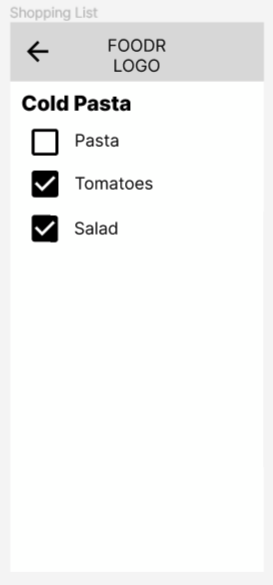 Shopping List
FOODR
LOGO
Cold Pasta
Pasta
Tomatoes
Salad